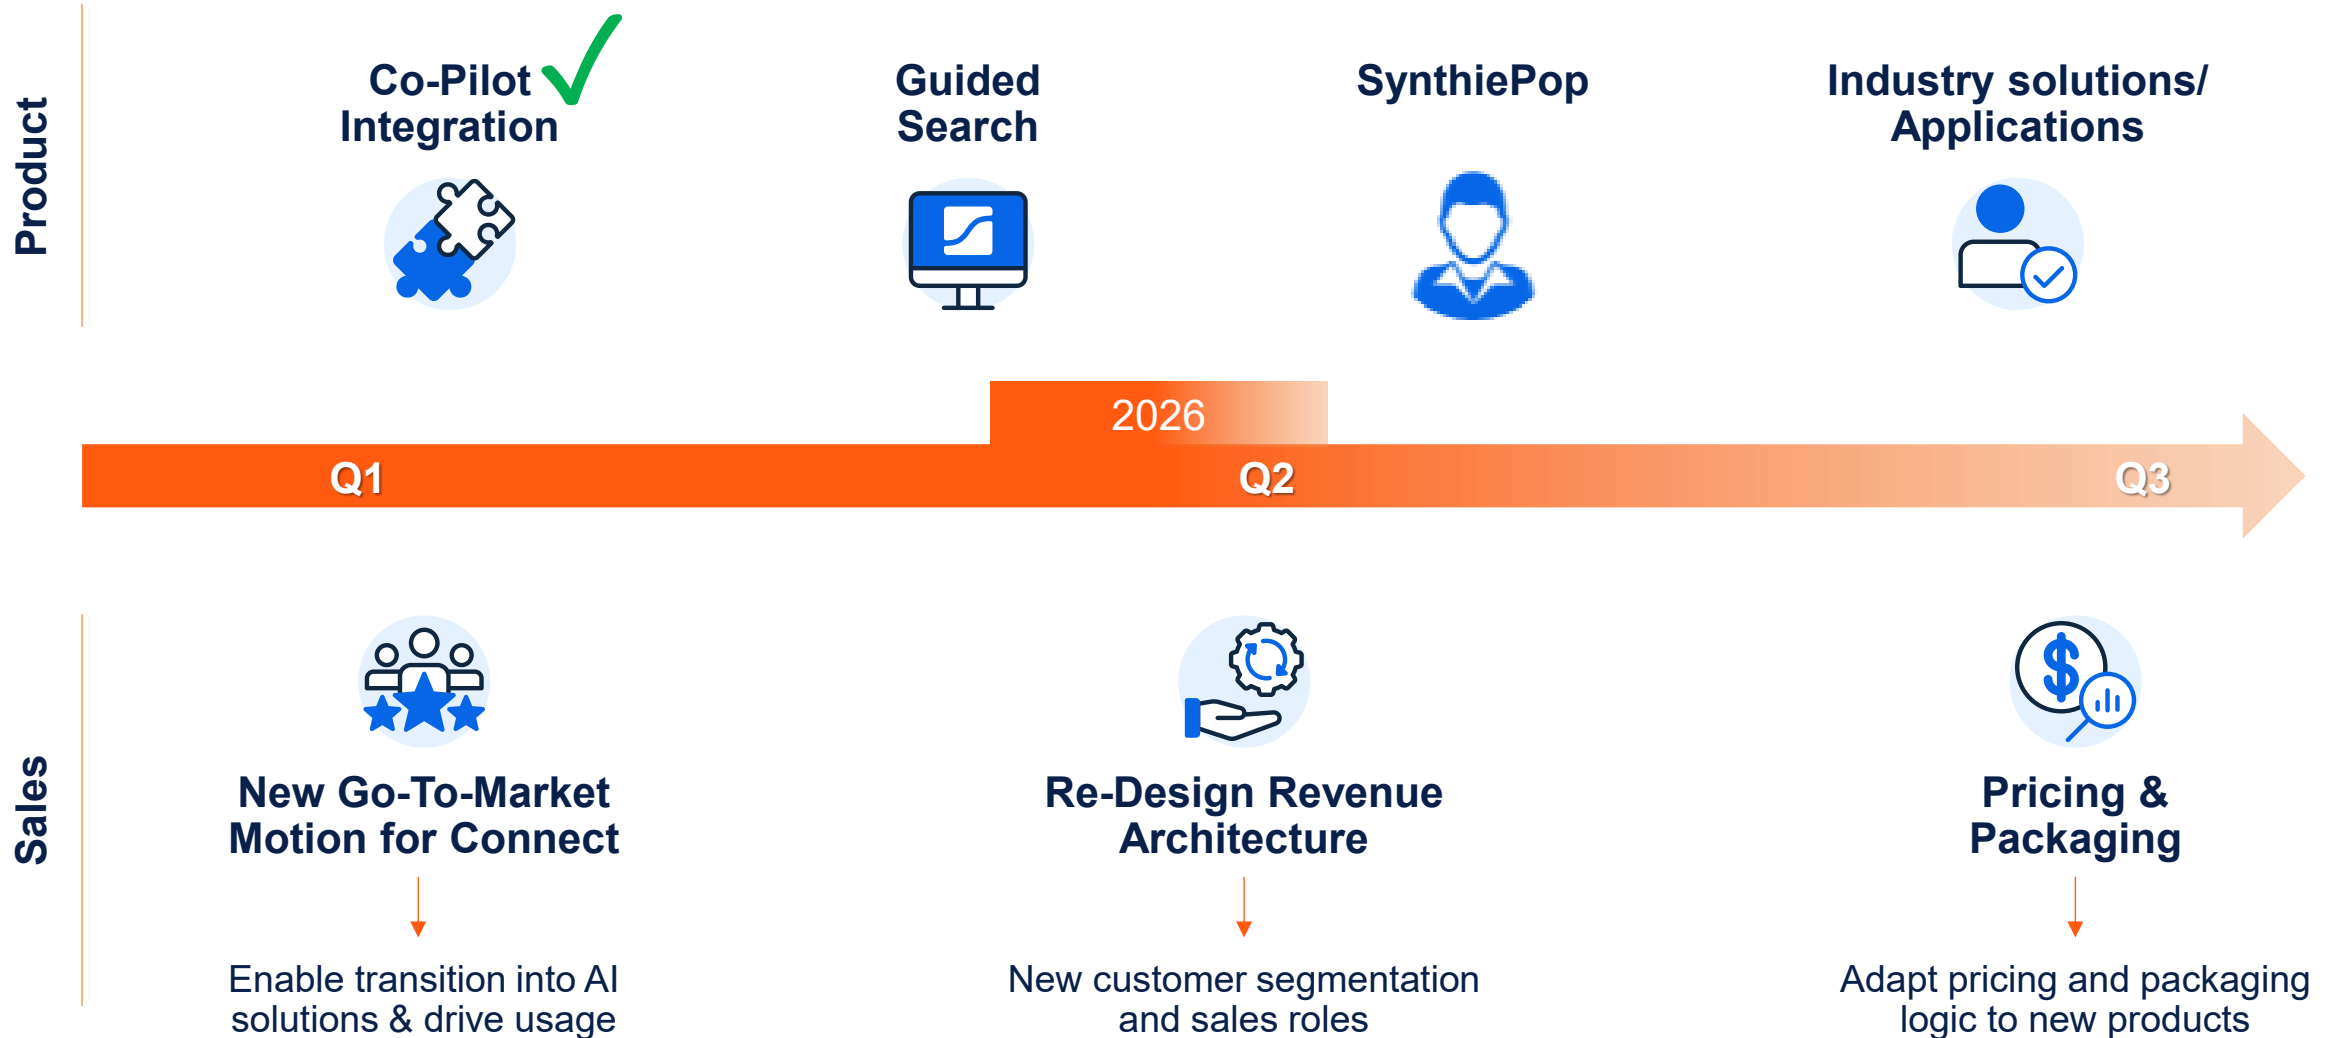 Product
Co-Pilot
Integration
Guided
Search
SynthiePop
Industry solutions/
Applications
2026
Q1
Q2
Q3
Sales
New Go-To-Market
Motion for Connect
Enable transition into AI
solutions & drive usage
Re-Design Revenue
Architecture
New customer segmentation
and sales roles
Pricing &
Packaging
Adapt pricing and packaging
logic to new products